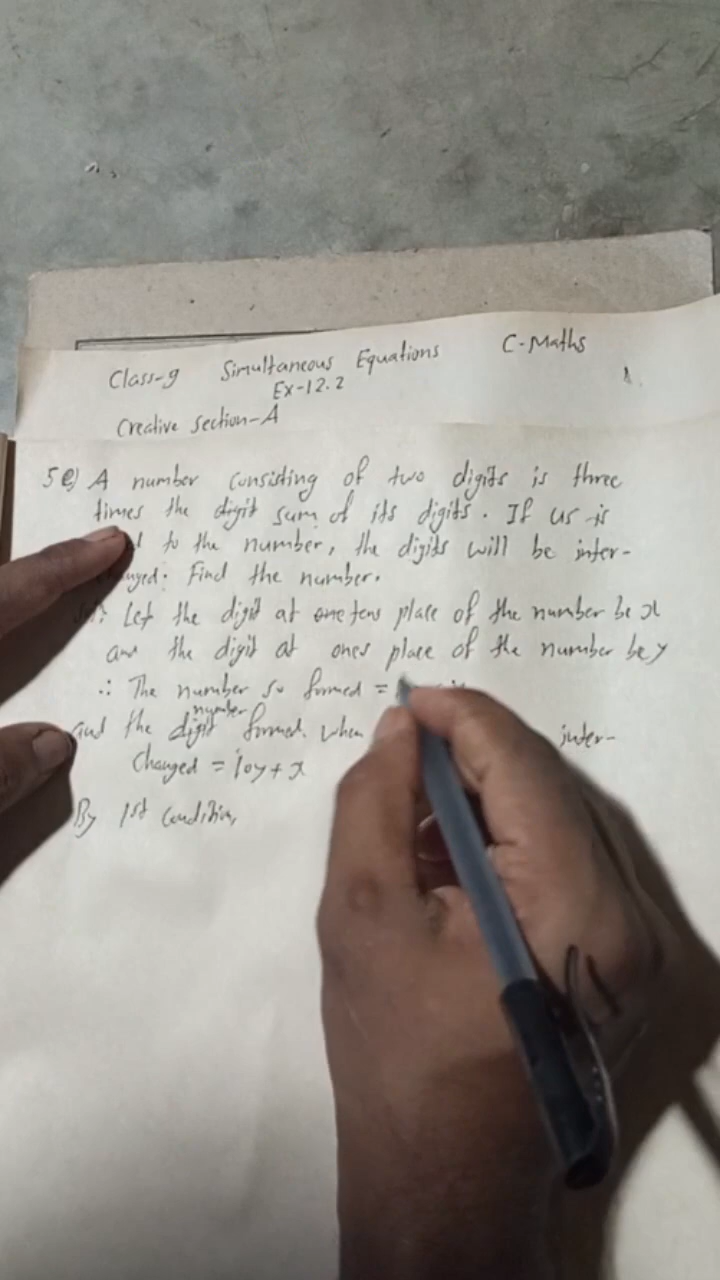 Class-9 Simultaneous Equations C-Maths
Ex-12.2
Creative section-A
5 e) A number consisting of two digits is three
times the digit sum of its digits. If us is
to the number, the digits will be inter-
Find the number.
Let the digit at one tens place of the number be x
and the digit at ones place of the number be y
∴ The number so formed =
number
and the digit formed. when inter-
Changed = 10y + x
By 1st condition,